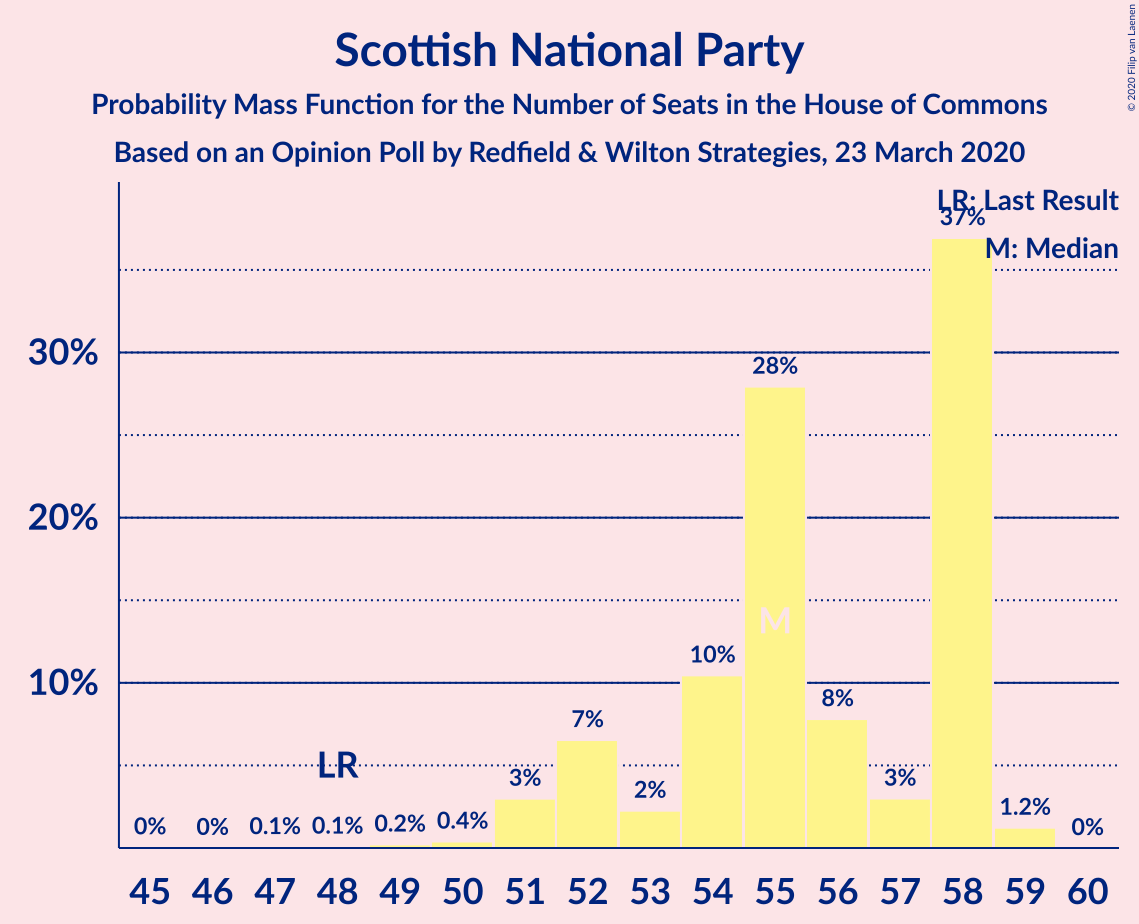 Scottish National Party
Probability Mass Function for the Number of Seats in the House of Commons
Based on an Opinion Poll by Redfield & Wilton Strategies, 23 March 2020
© 2020 Filip van Laenen
LR: Last Result
M: Median
37%
30%
28%
20%
M
10%
10%
8%
7%
LR
3%
2%
3%
1.2%
0%
0%
0.1%
0.1%
0.2%
0.4%
0%
45 46 47 48 49 50 51 52 53 54 55 56 57 58 59 60